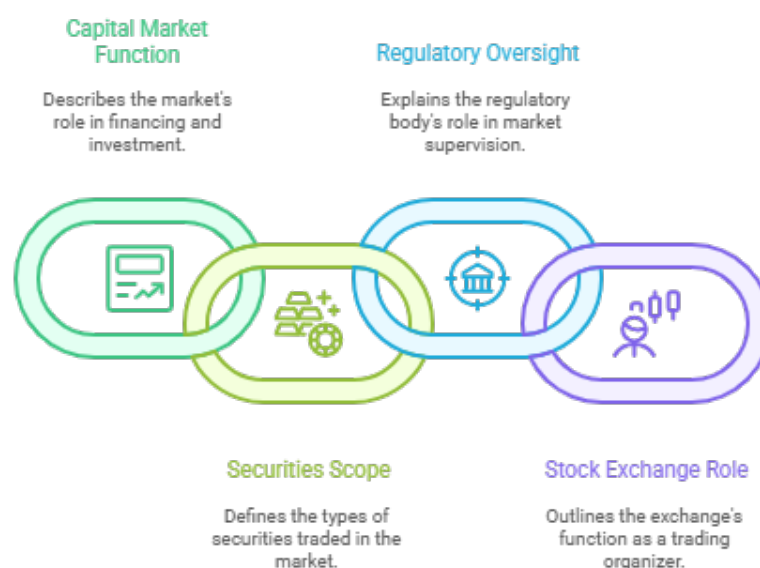 Capital Market
Function
Describes the market's
role in financing and
investment.
Regulatory Oversight
Explains the regulatory
body's role in market
supervision.
Securities Scope
Defines the types of
securities traded in the
market.
Stock Exchange Role
Outlines the exchange's
function as a trading
organizer.